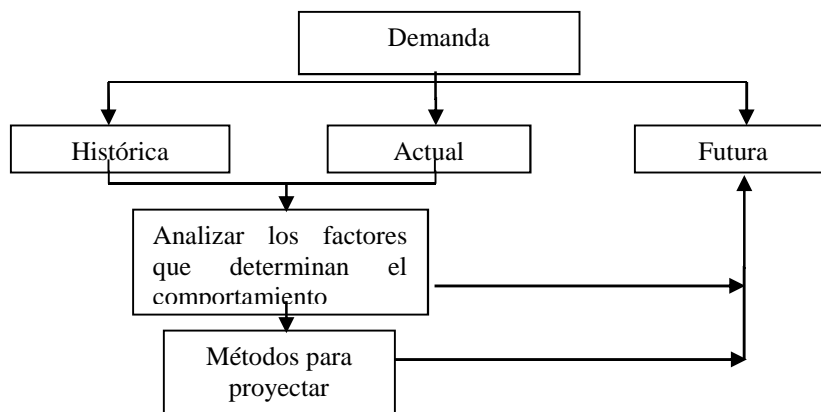 Demanda
Histórica
Actual
Futura
Analizar los factores
que determinan el
comportamiento
Métodos para
proyectar